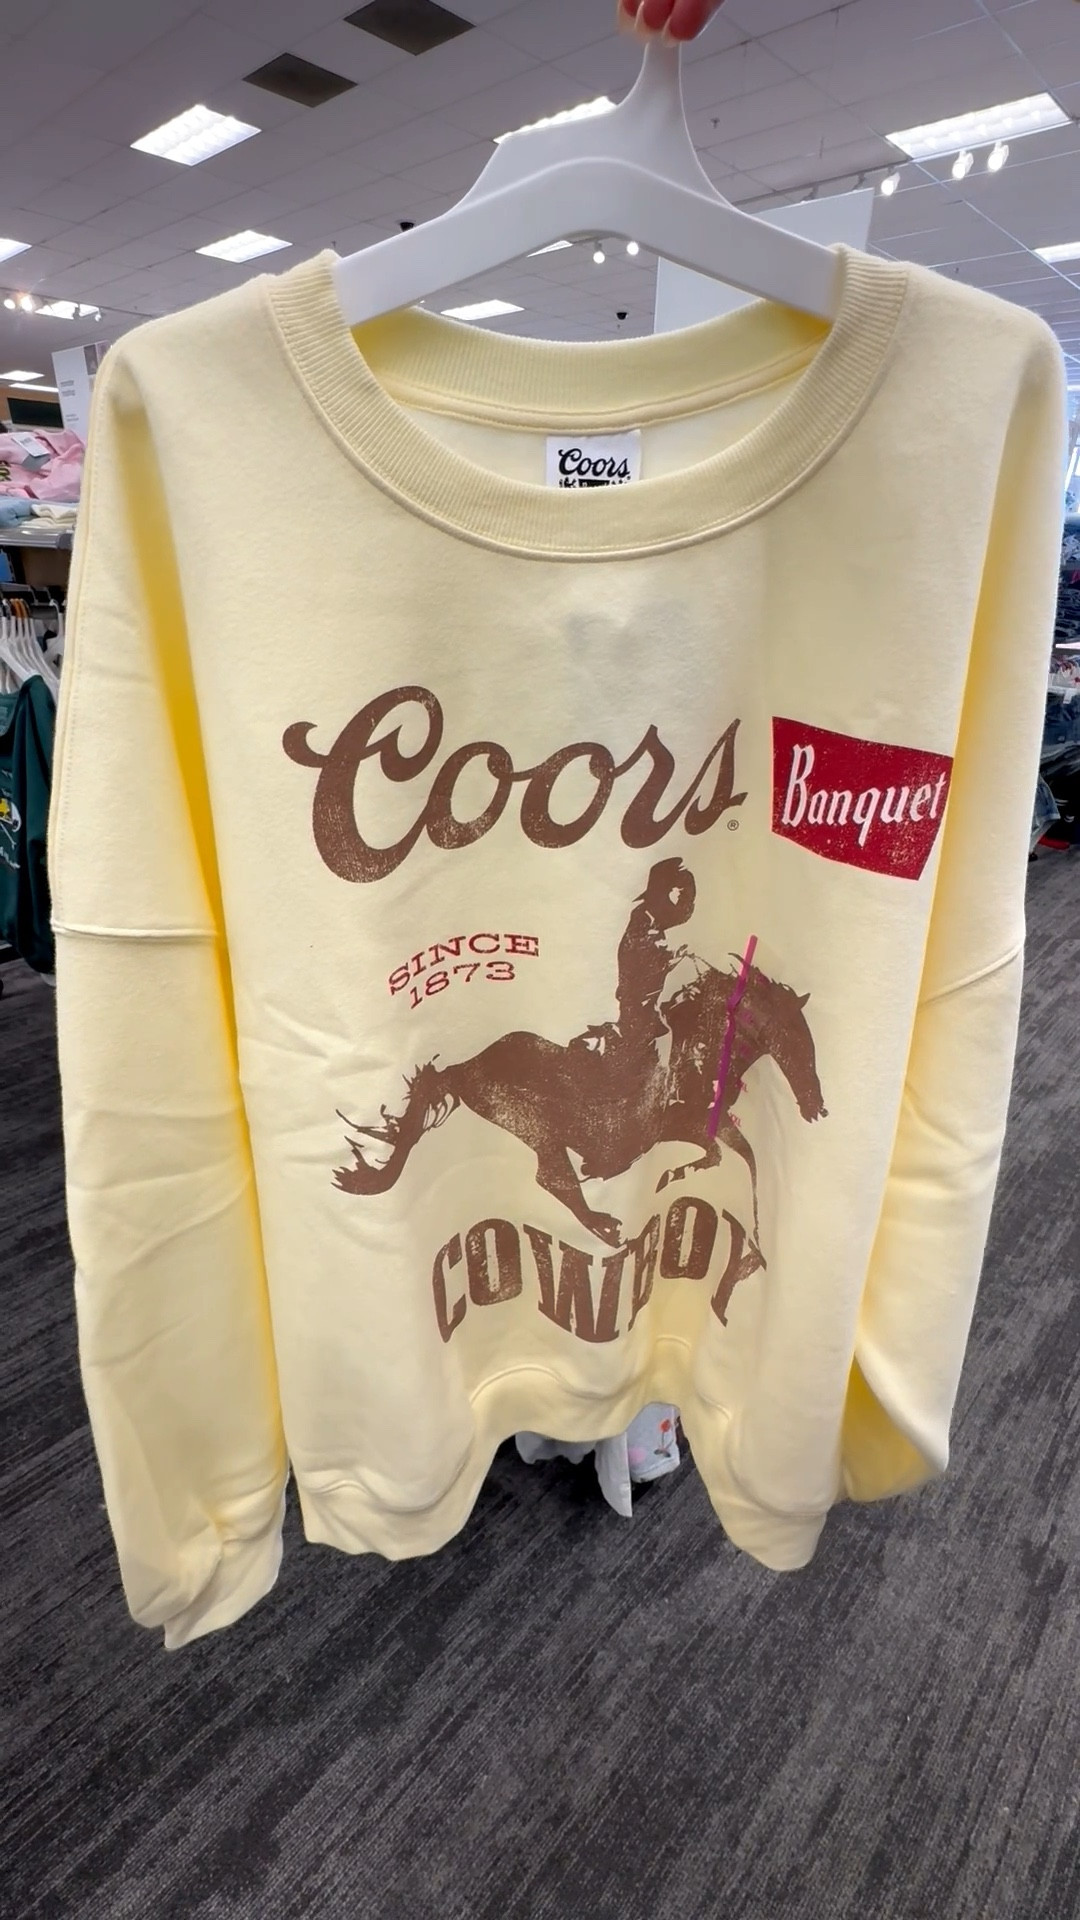 Coors
Coors®
Banquet
SINCE
1873
COWBOY